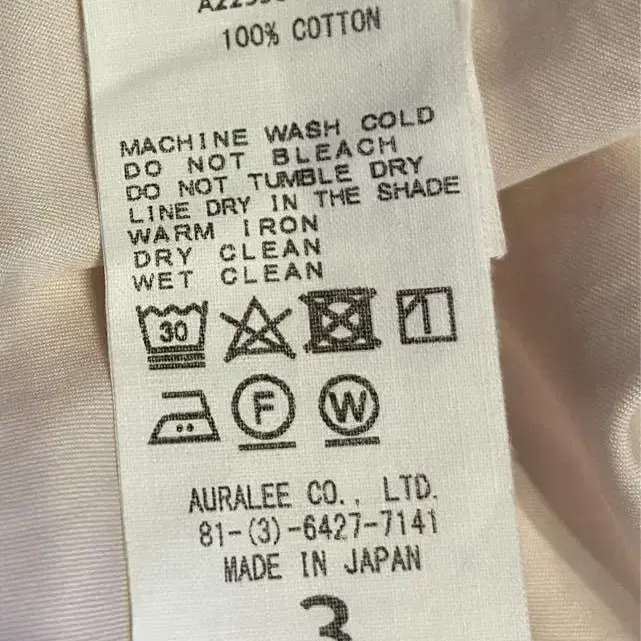 100% COTTON
MACHINE WASH COLD
DO NOT BLEACH
DO NOT TUMBLE DRY
LINE DRY IN THE SHADE
WARM IRON
DRY CLEAN
WET CLEAN
30
F W
AURALEE CO., LTD.
81-(3)-6427-7141
MADE IN JAPAN
3